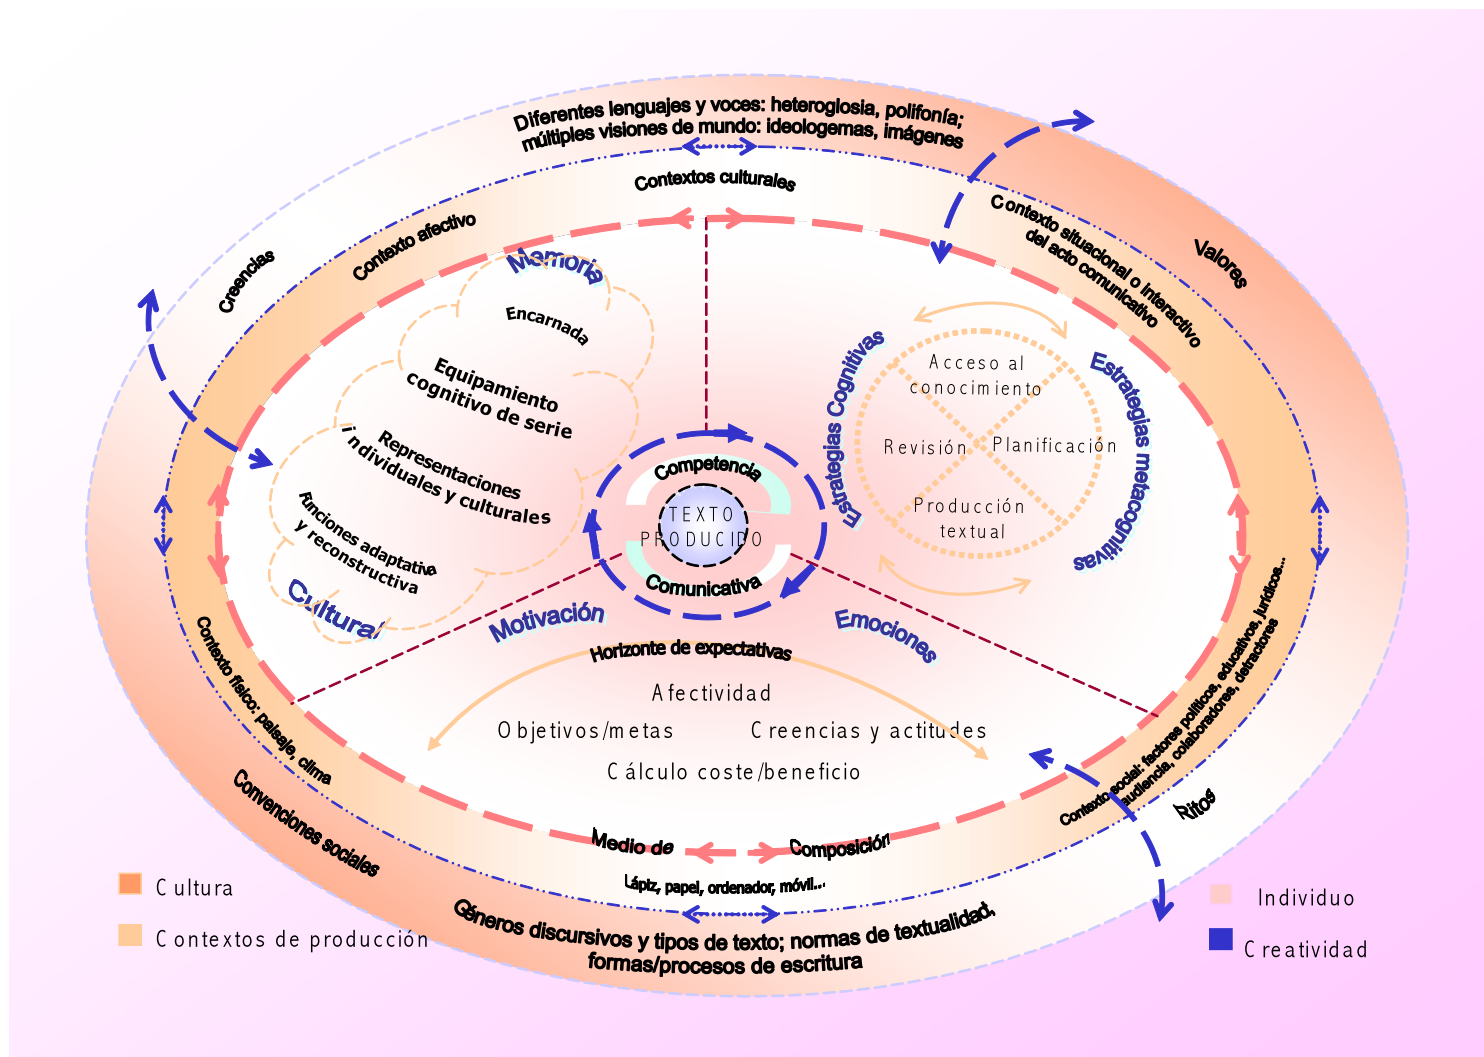 Diferentes lenguajes y voces: heteroglosia, polifonía;
múltiples visiones de mundo: ideologemas, imágenes
Contextos culturales
Contexto afectivo
Contexto situacional o interactivo
del acto comunicativo
Creencias
Valores
Memoria
Encarnada
Equipamiento
cognitivo de serie
Representaciones
individuales y culturales
Funciones adaptativa
y reconstructiva
Cultural
Estrategias Cognitivas
Acceso al
conocimiento
Revisión
Planificación
Producción
textual
Estrategias metacognitivas
Competencia
TEXTO
PRODUCIDO
Comunicativa
Motivación
Emociones
Horizonte de expectativas
Afectividad
Objetivos/metas
Creencias y actitudes
Cálculo coste/beneficio
Contexto físico: paisaje, clima
Contexto social: factores políticos, educativos, jurídicos...
audiencia, colaboradores, detractores
Convenciones sociales
Ritos
Medio de
Composición
Lápiz, papel, ordenador, móvil...
Géneros discursivos y tipos de texto; normas de textualidad,
formas/procesos de escritura
Cultura
Contextos de producción
Individuo
Creatividad